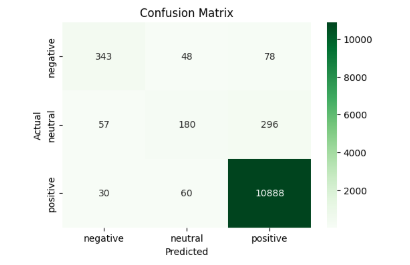 Confusion Matrix
negative 343 48 78
neutral 57 180 296
positive 30 60 10888
Actual
negative neutral positive
Predicted
10000
8000
6000
4000
2000